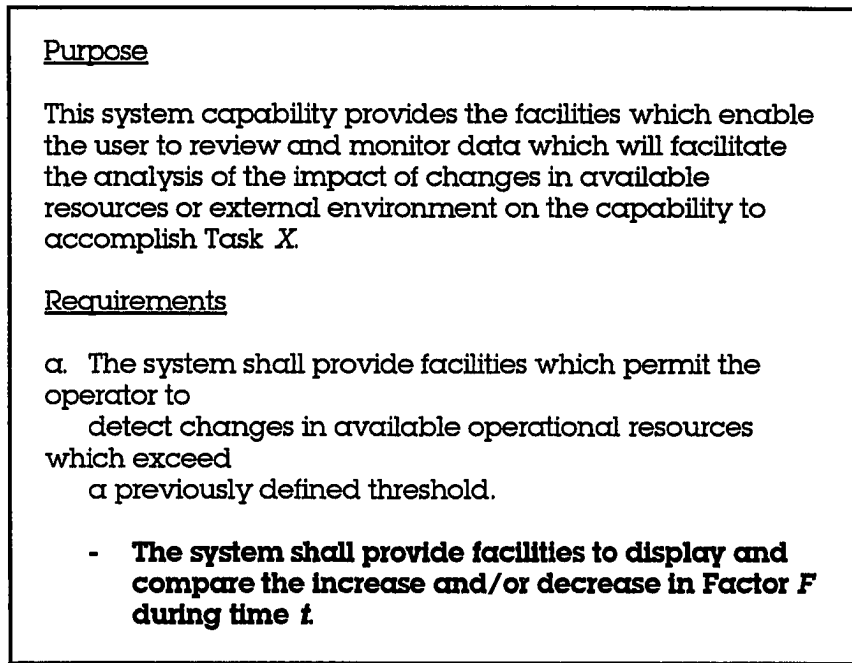 Purpose
This system capability provides the facilities which enable
the user to review and monitor data which will facilitate
the analysis of the impact of changes in available
resources or external environment on the capability to
accomplish Task X.
Requirements
a. The system shall provide facilities which permit the
operator to
detect changes in available operational resources
which exceed
a previously defined threshold.
- The system shall provide facilities to display and
compare the increase and/or decrease in Factor F
during time t.